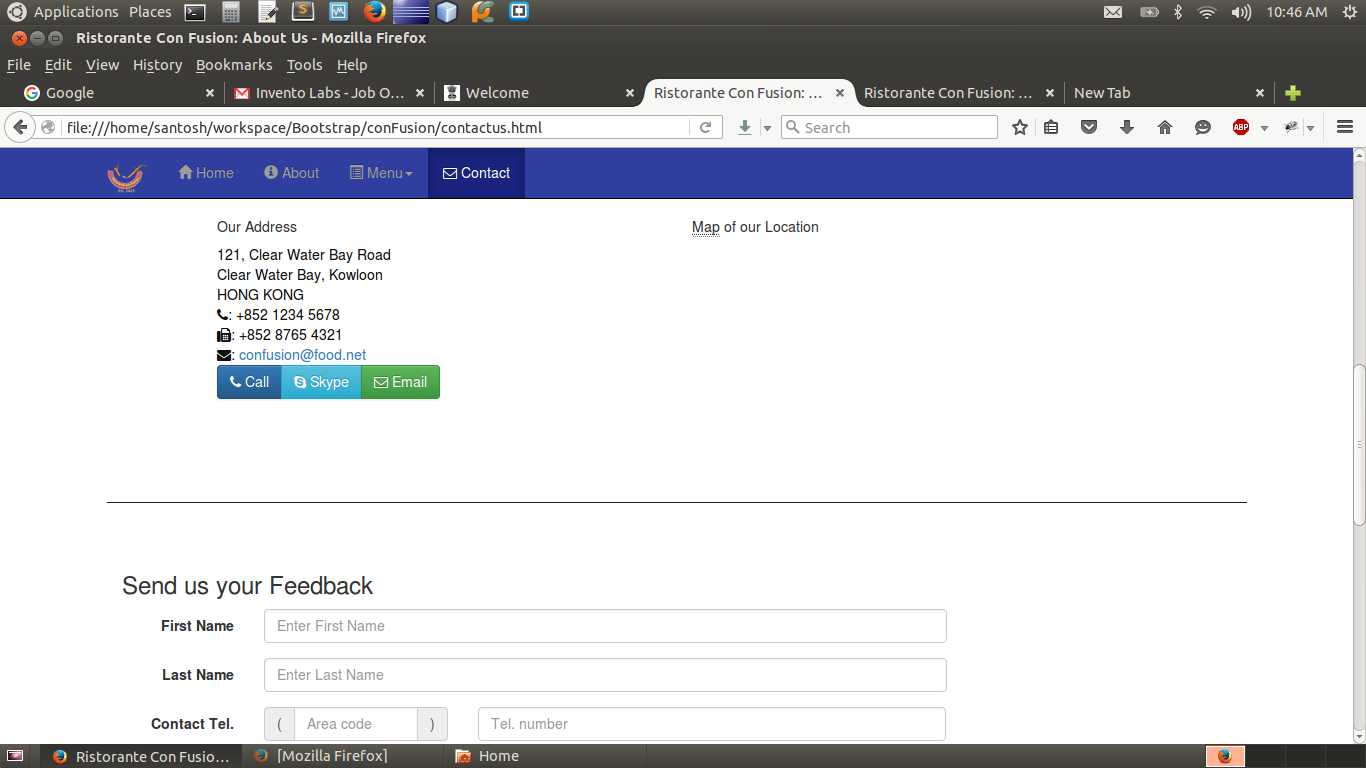 Applications Places 10:46 AM
Ristorante Con Fusion: About Us - Mozilla Firefox
File Edit View History Bookmarks Tools Help
Google Invento Labs - Job O... Welcome Ristorante Con Fusion: ... Ristorante Con Fusion: ... New Tab
file:///home/santosh/workspace/Bootstrap/conFusion/contactus.html Search ABP
Home About Menu Contact
Our Address Map of our Location
121, Clear Water Bay Road
Clear Water Bay, Kowloon
HONG KONG
: +852 1234 5678
: +852 8765 4321
: confusion@food.net
Call Skype Email
Send us your Feedback
First Name Enter First Name
Last Name Enter Last Name
Contact Tel. ( Area code ) Tel. number
Ristorante Con Fusio... [Mozilla Firefox] Home